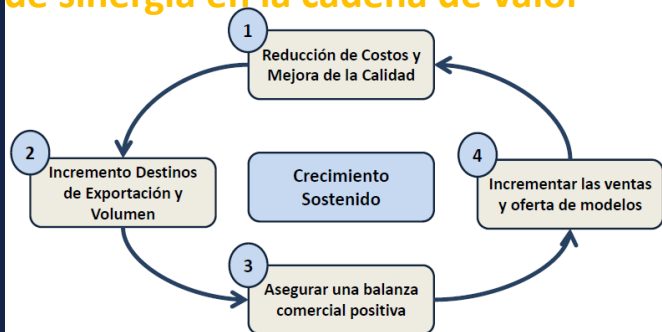 de sinergia en la cadena de valor
1
Reducción de Costos y
Mejora de la Calidad
2
Incremento Destinos
de Exportación y
Volumen
Crecimiento
Sostenido
4
Incrementar las ventas
y oferta de modelos
3
Asegurar una balanza
comercial positiva